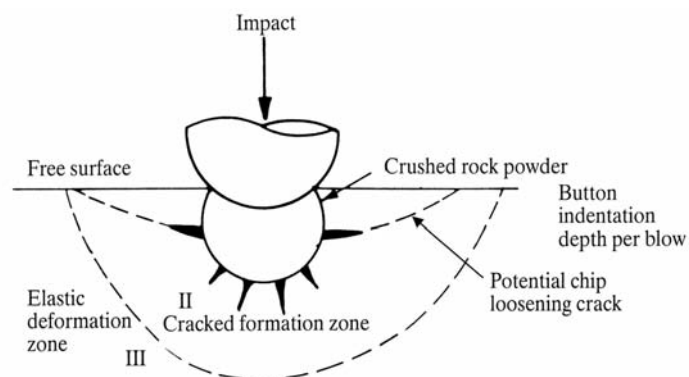 Impact
Free surface
Crushed rock powder
Button
indentation
depth per blow
Potential chip
loosening crack
Elastic
deformation
zone
II
Cracked formation zone
III